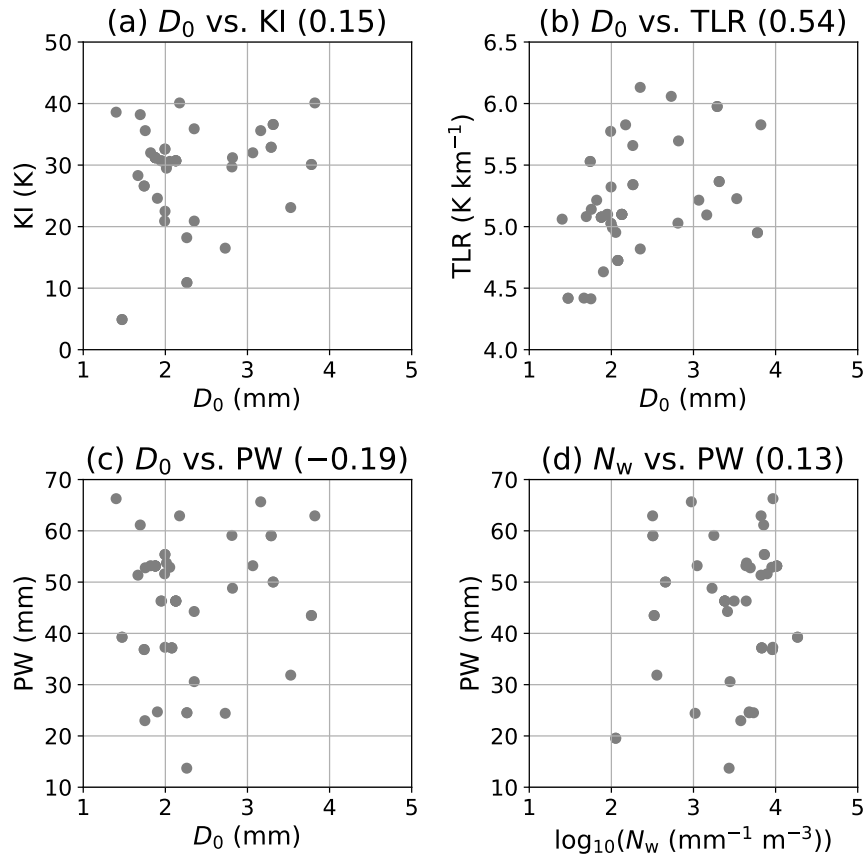 (a) D₀ vs. KI (0.15)
50
40
30
20
10
0
KI (K)
1 2 3 4 5
D₀ (mm)
(b) D₀ vs. TLR (0.54)
6.5
6.0
5.5
5.0
4.5
4.0
TLR (K km⁻¹)
1 2 3 4 5
D₀ (mm)
(c) D₀ vs. PW (−0.19)
70
60
50
40
30
20
10
PW (mm)
1 2 3 4 5
D₀ (mm)
(d) N_w vs. PW (0.13)
70
60
50
40
30
20
10
PW (mm)
1 2 3 4 5
log₁₀(N_w (mm⁻¹ m⁻³))